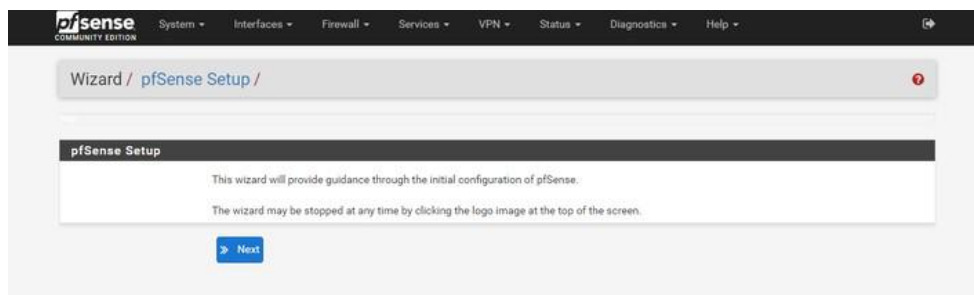 pfsense System Interfaces Firewall Services VPN Status Diagnostics Help
COMMUNITY EDITION
Wizard / pfSense Setup /
pfSense Setup
This wizard will provide guidance through the initial configuration of pfSense.
The wizard may be stopped at any time by clicking the logo image at the top of the screen.
Next